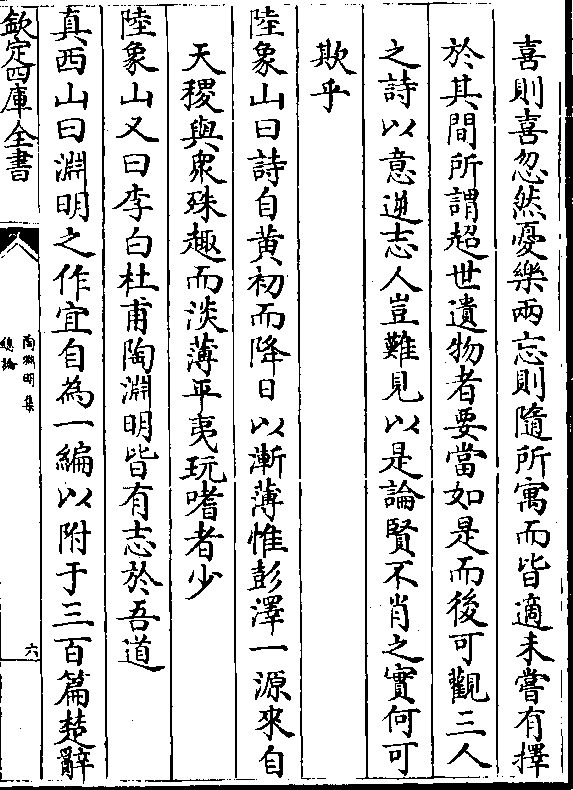 喜則喜忽然憂樂兩忘則隨所寓而皆適未嘗有擇
於其間所謂超世遺物者要當如是而後可觀三人
之詩以意逆志人豈難見以是論賢不肖之實何可
欺乎
陸象山曰詩自黄初而降日以漸薄惟彭澤一源來自
天稷與衆殊趣而淡薄平夷玩嗜者少
陸象山又曰李白杜甫陶淵明皆有志於吾道
真西山曰淵明之作宜自為一編以附于三百篇楚辭
欽定四庫全書
陶淵明集
總論
六